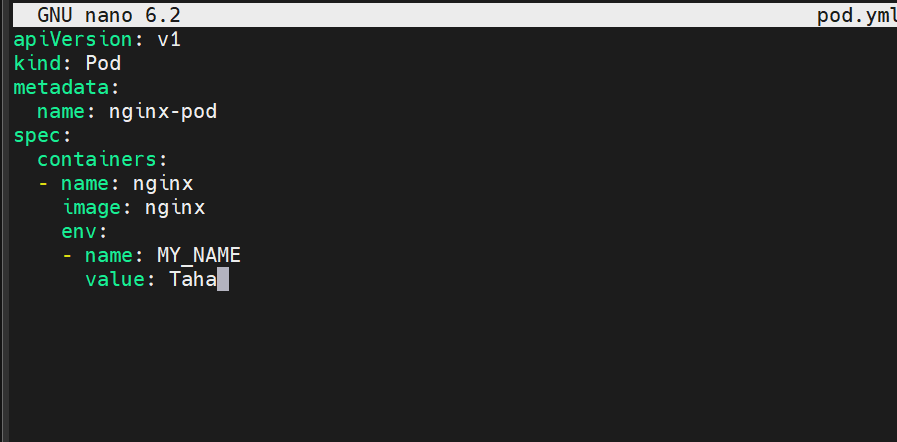 GNU nano 6.2 pod.yml
apiVersion: v1
kind: Pod
metadata:
  name: nginx-pod
spec:
  containers:
  - name: nginx
    image: nginx
    env:
    - name: MY_NAME
      value: Taha